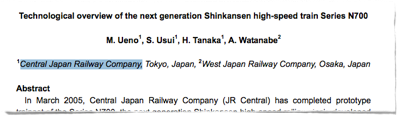 Technological overview of the next generation Shinkansen high-speed train Series N700
M. Ueno¹, S. Usui¹, H. Tanaka¹, A. Watanabe²
¹Central Japan Railway Company, Tokyo, Japan, ²West Japan Railway Company, Osaka, Japan
Abstract
In March 2005, Central Japan Railway Company (JR Central) has completed prototype